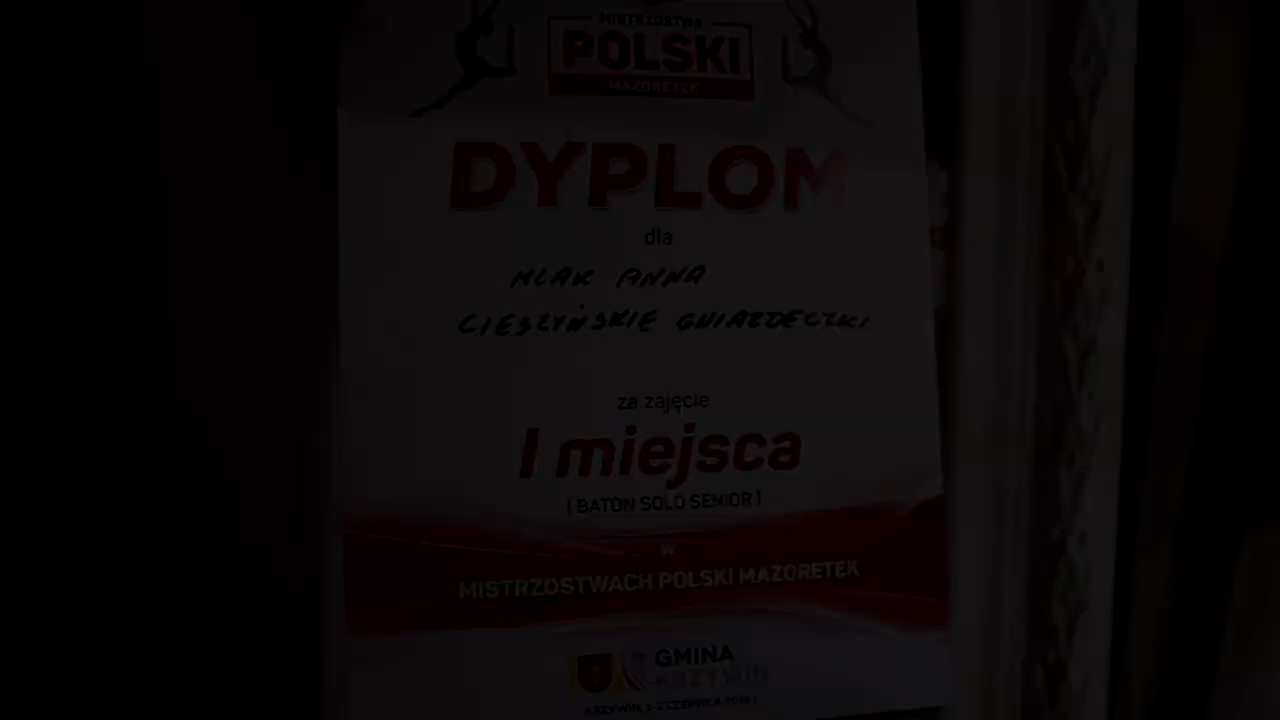 MISTRZOSTWA
POLSKI
MAŻORETEK
DYPLOM
dla
MLAK ANNA
CIESZYŃSKIE GWIAZDECZKI
za zajęcie
I miejsca
[ BATON SOLO SENIOR ]
w
MISTRZOSTWACH POLSKI MAŻORETEK
GMINA
KRZYWIŃ